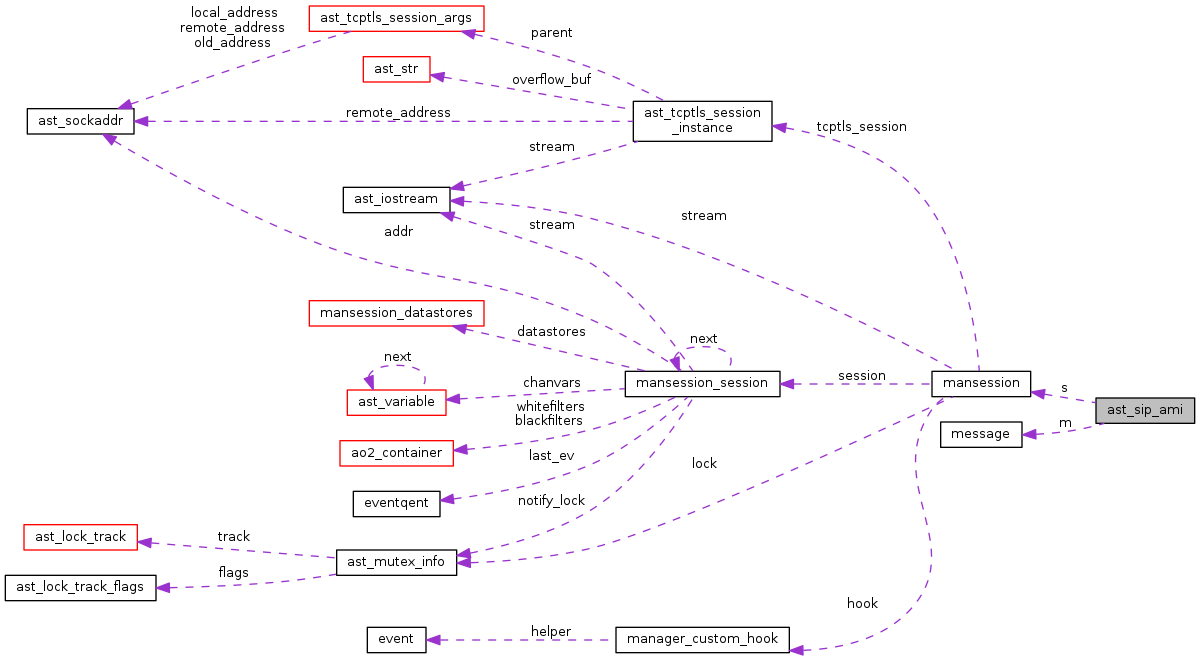 local_address
remote_address
old_address
ast_tcptls_session_args
parent
ast_str
overflow_buf
ast_sockaddr
remote_address
ast_tcptls_session
_instance
tcptls_session
stream
ast_iostream
stream
stream
addr
mansession_datastores
datastores
next
next
ast_variable
chanvars
mansession_session
session
mansession
s
ast_sip_ami
whitefilters
blackfilters
m
message
ao2_container
last_ev
lock
eventqent
notify_lock
ast_lock_track
track
ast_mutex_info
ast_lock_track_flags
flags
hook
event
helper
manager_custom_hook